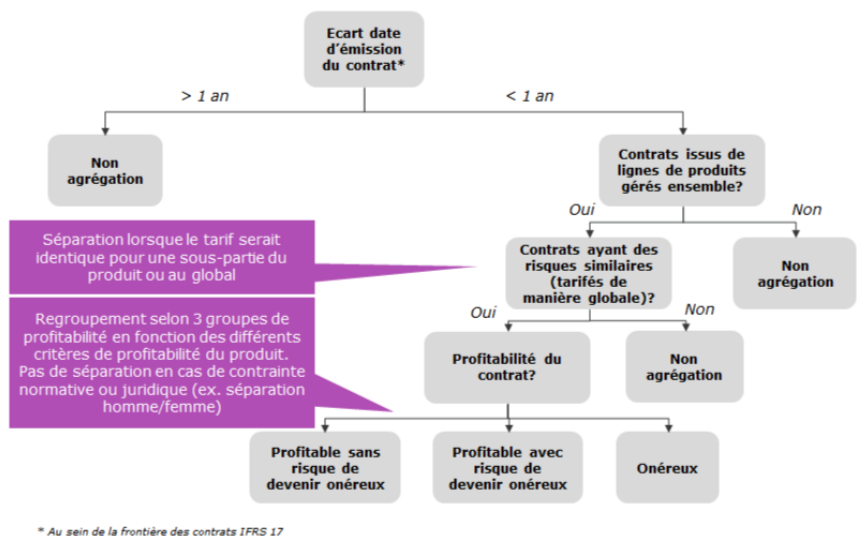 Ecart date
d'émission
du contrat*
> 1 an
< 1 an
Non
agrégation
Contrats issus de
lignes de produits
gérés ensemble?
Oui
Non
Séparation lorsque le tarif serait
identique pour une sous-partie du
produit ou au global
Contrats ayant des
risques similaires
(tarifés de
manière globale)?
Non
agrégation
Oui
Non
Regroupement selon 3 groupes de
profitabilité en fonction des différents
critères de profitabilité du produit.
Pas de séparation en cas de contrainte
normative ou juridique (ex. séparation
homme/femme)
Profitabilité du
contrat?
Non
agrégation
Profitable sans
risque de
devenir onéreux
Profitable avec
risque de
devenir onéreux
Onéreux
* Au sein de la frontière des contrats IFRS 17